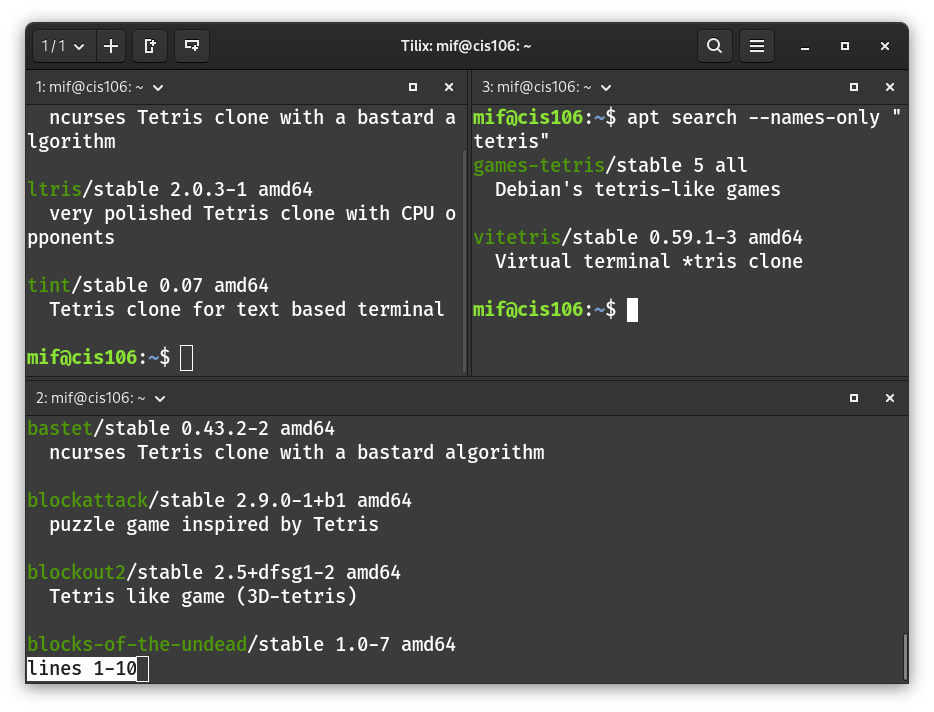 1 / 1
Tilix: mif@cis106: ~
1: mif@cis106: ~
ncurses Tetris clone with a bastard a
lgorithm
ltris/stable 2.0.3-1 amd64
very polished Tetris clone with CPU o
pponents
tint/stable 0.07 amd64
Tetris clone for text based terminal
mif@cis106:~$
3: mif@cis106: ~
mif@cis106:~$ apt search --names-only "
tetris"
games-tetris/stable 5 all
Debian's tetris-like games
vitetris/stable 0.59.1-3 amd64
Virtual terminal *tris clone
mif@cis106:~$
2: mif@cis106: ~
bastet/stable 0.43.2-2 amd64
ncurses Tetris clone with a bastard algorithm
blockattack/stable 2.9.0-1+b1 amd64
puzzle game inspired by Tetris
blockout2/stable 2.5+dfsg1-2 amd64
Tetris like game (3D-tetris)
blocks-of-the-undead/stable 1.0-7 amd64
lines 1-10